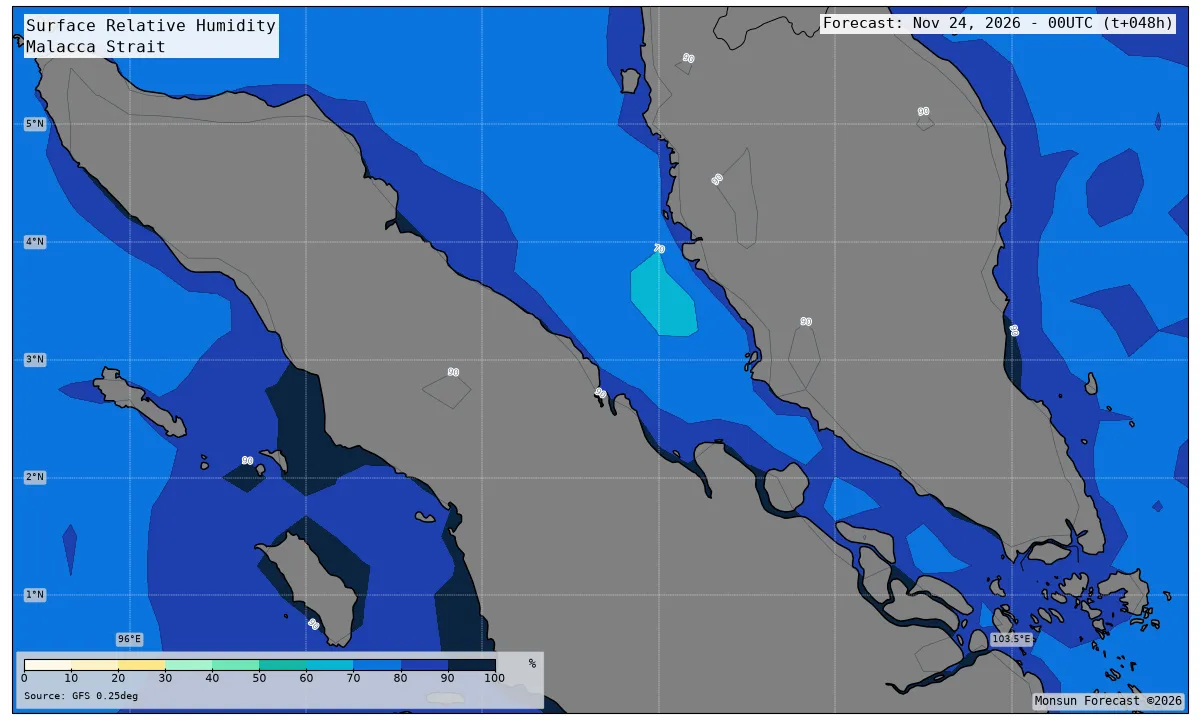 Surface Relative Humidity
Malacca Strait
Forecast: Nov 24, 2026 - 00UTC (t+048h)
90
90
5°N
90
4°N
70
90
90
3°N
90
90
90
2°N
1°N
90
96°E
103.5°E
%
0 10 20 30 40 50 60 70 80 90 100
Source: GFS 0.25deg
Monsun Forecast ©2026